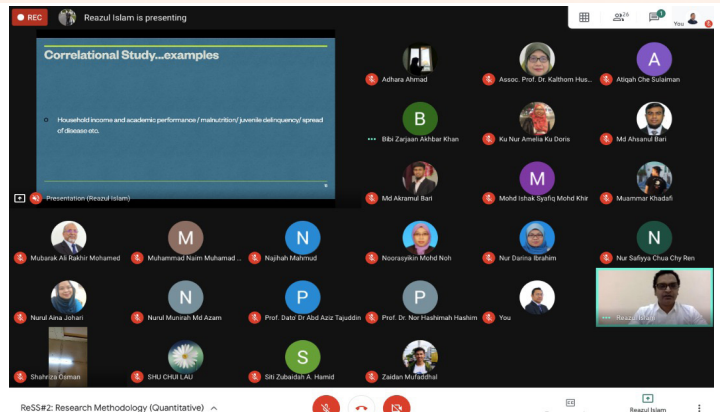 REC
Reazul Islam is presenting
26
1
You
Correlational Study...examples
Household income and academic performance / malnutrition/ juvenile delinquency/ spread
of disease etc.
Presentation (Reazul Islam)
Adhara Ahmad
Assoc. Prof. Dr. Kalthom Hus...
A
Atiqah Che Sulaiman
B
Bibi Zarjaan Akhbar Khan
Ku Nur Amelia Ku Doris
Md Ahsanul Bari
Md Akramul Bari
M
Mohd Ishak Syafiq Mohd Khir
Muammar Khadafi
Mubarak Ali Rakhir Mohamed
M
Muhammad Naim Muhamad ...
N
Najihah Mahmud
Noorasyikin Mohd Noh
Nur Darina Ibrahim
N
Nur Safiyya Chua Chy Ren
Nurul Aina Johari
N
Nurul Munirah Md Azam
P
Prof. Dato' Dr Abd Aziz Tajuddin
P
Prof. Dr. Nor Hashimah Hashim
You
Reazul Islam
Shahriza Osman
SHU CHUI LAU
S
Siti Zubaidah A. Hamid
Zaidan Mufaddhal
ReSS#2: Research Methodology (Quantitative)
Reazul Islam